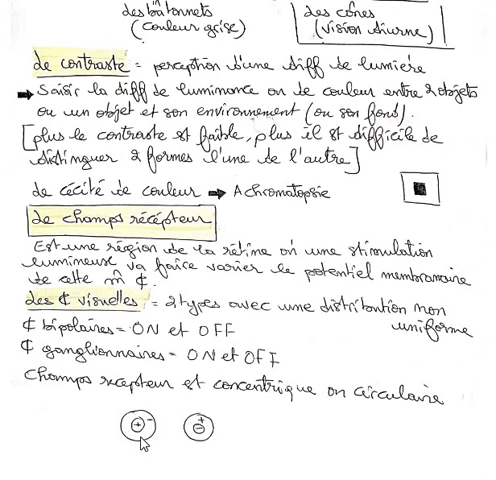 des bâtonnets
(Couleur grise)
des cônes
(vision diurne)
de contraste = perception d'une diff de lumière
➡ Saisir la diff de luminance ou de couleur entre 2 objets
ou un objet et son environnement (ou son fond).
[plus le contraste est faible, plus il est difficile de
distinguer 2 formes l'une de l'autre]
de cécité de couleur ➡ Achromatopsie
de champs récépteur
Est une région de la rétine où une stimulation
lumineuse va faire varier le potentiel membranaire
de cette m̂ ¢.
des ¢ visuelles = 2 types avec une distribution non
uniforme
¢ bipolaires = ON et OFF
¢ ganglionnaires = ON et OFF
Champs recepteur est concentrique ou circulaire
+ -
+ -